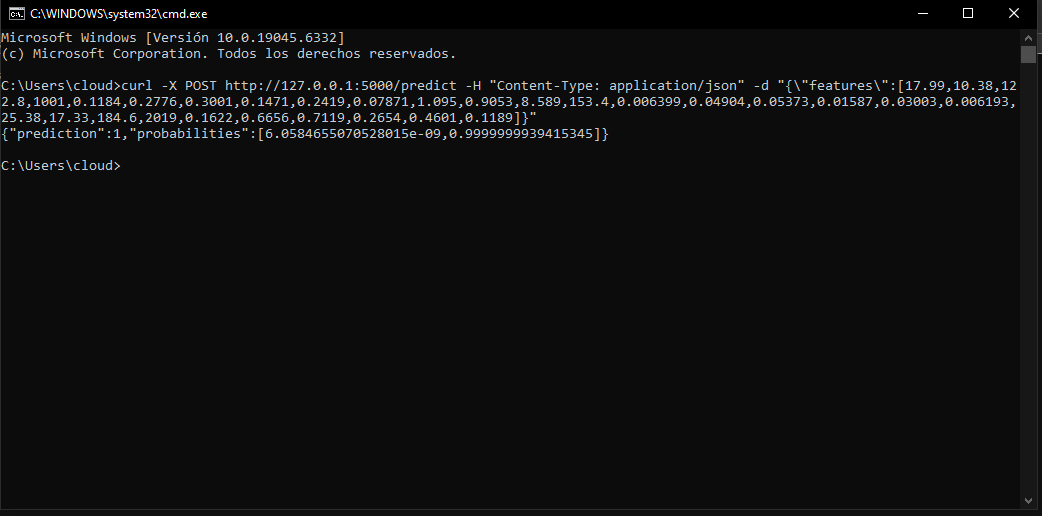 C:\WINDOWS\system32\cmd.exe
Microsoft Windows [Versión 10.0.19045.6332]
(c) Microsoft Corporation. Todos los derechos reservados.
C:\Users\cloud>curl -X POST http://127.0.0.1:5000/predict -H "Content-Type: application/json" -d "{\"features\":[17.99,10.38,12
2.8,1001,0.1184,0.2776,0.3001,0.1471,0.2419,0.07871,1.095,0.9053,8.589,153.4,0.006399,0.04904,0.05373,0.01587,0.03003,0.006193,
25.38,17.33,184.6,2019,0.1622,0.6656,0.7119,0.2654,0.4601,0.1189]}"
{"prediction":1,"probabilities":[6.0584655070528015e-09,0.9999999939415345]}
C:\Users\cloud>